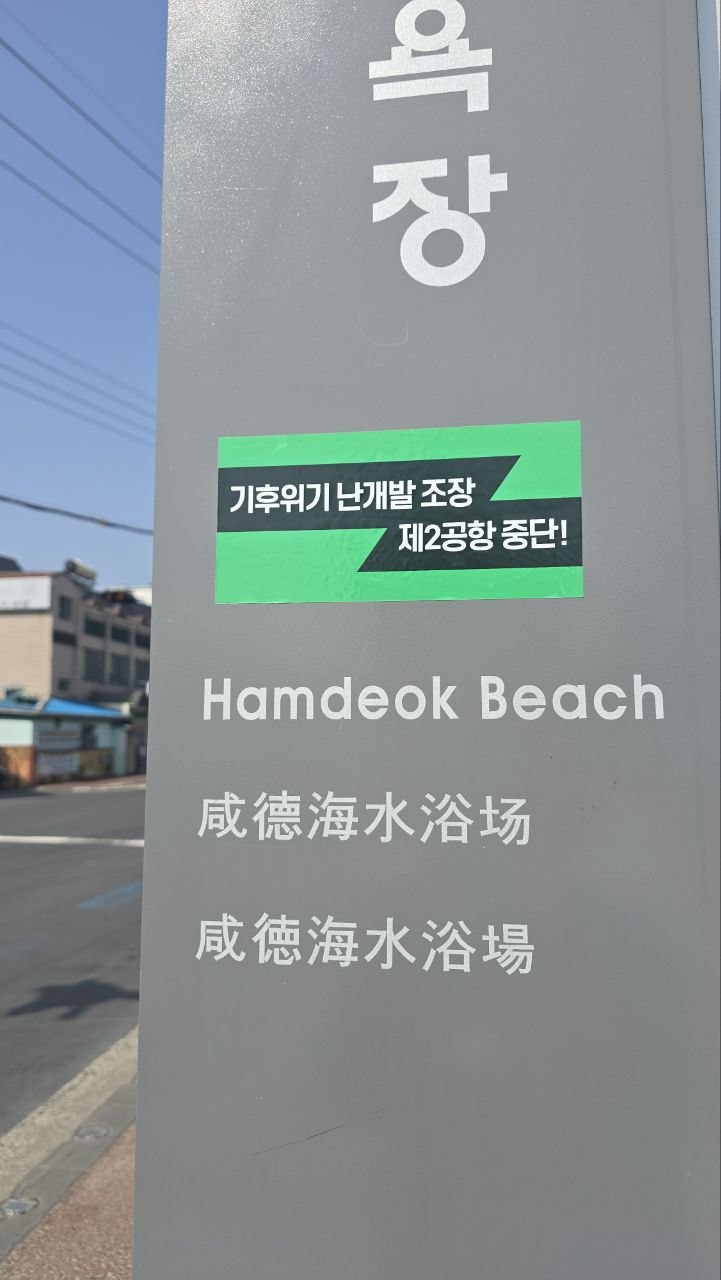 욕
장
기후위기 난개발 조장
제2공항 중단!
Hamdeok Beach
咸德海水浴场
咸徳海水浴場